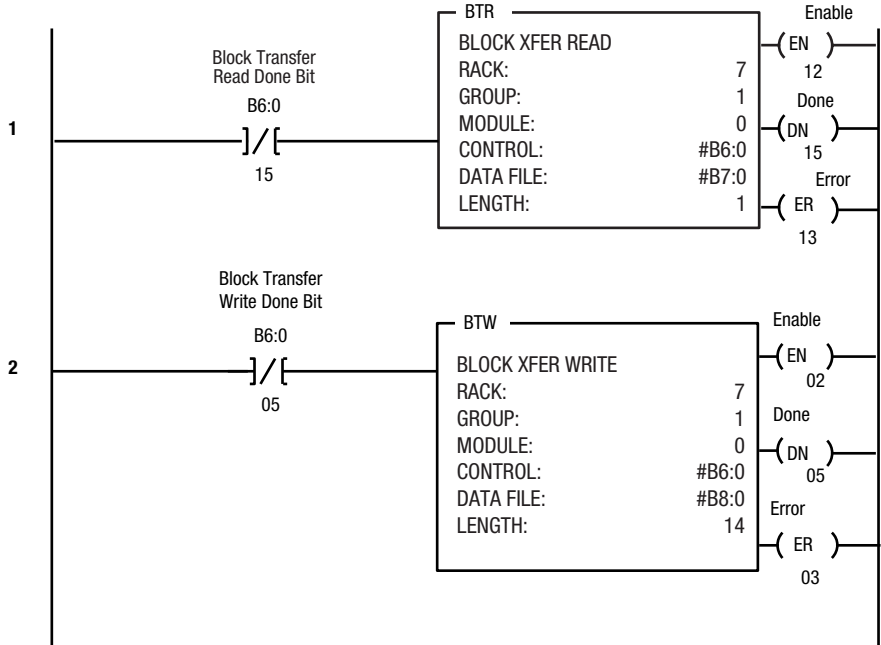 BTR
Enable
Block Transfer
Read Done Bit
B6:0
1
]/[
15
BLOCK XFER READ
RACK: 7
GROUP: 1
MODULE: 0
CONTROL: #B6:0
DATA FILE: #B7:0
LENGTH: 1
( EN )
12
Done
( DN )
15
Error
( ER )
13
Block Transfer
Write Done Bit
B6:0
2
]/[
05
BTW
BLOCK XFER WRITE
RACK: 7
GROUP: 1
MODULE: 0
CONTROL: #B6:0
DATA FILE: #B8:0
LENGTH: 14
Enable
( EN )
02
Done
( DN )
05
Error
( ER )
03